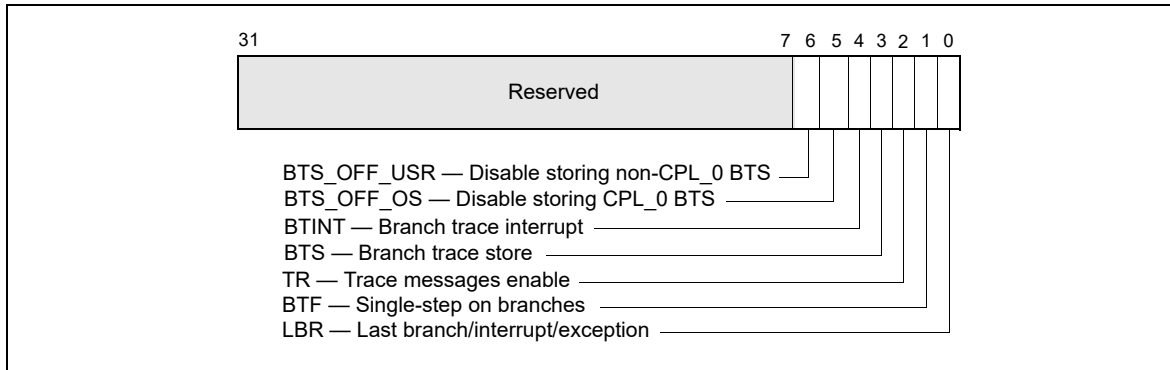 31 7 6 5 4 3 2 1 0
Reserved
BTS_OFF_USR — Disable storing non-CPL_0 BTS
BTS_OFF_OS — Disable storing CPL_0 BTS
BTINT — Branch trace interrupt
BTS — Branch trace store
TR — Trace messages enable
BTF — Single-step on branches
LBR — Last branch/interrupt/exception